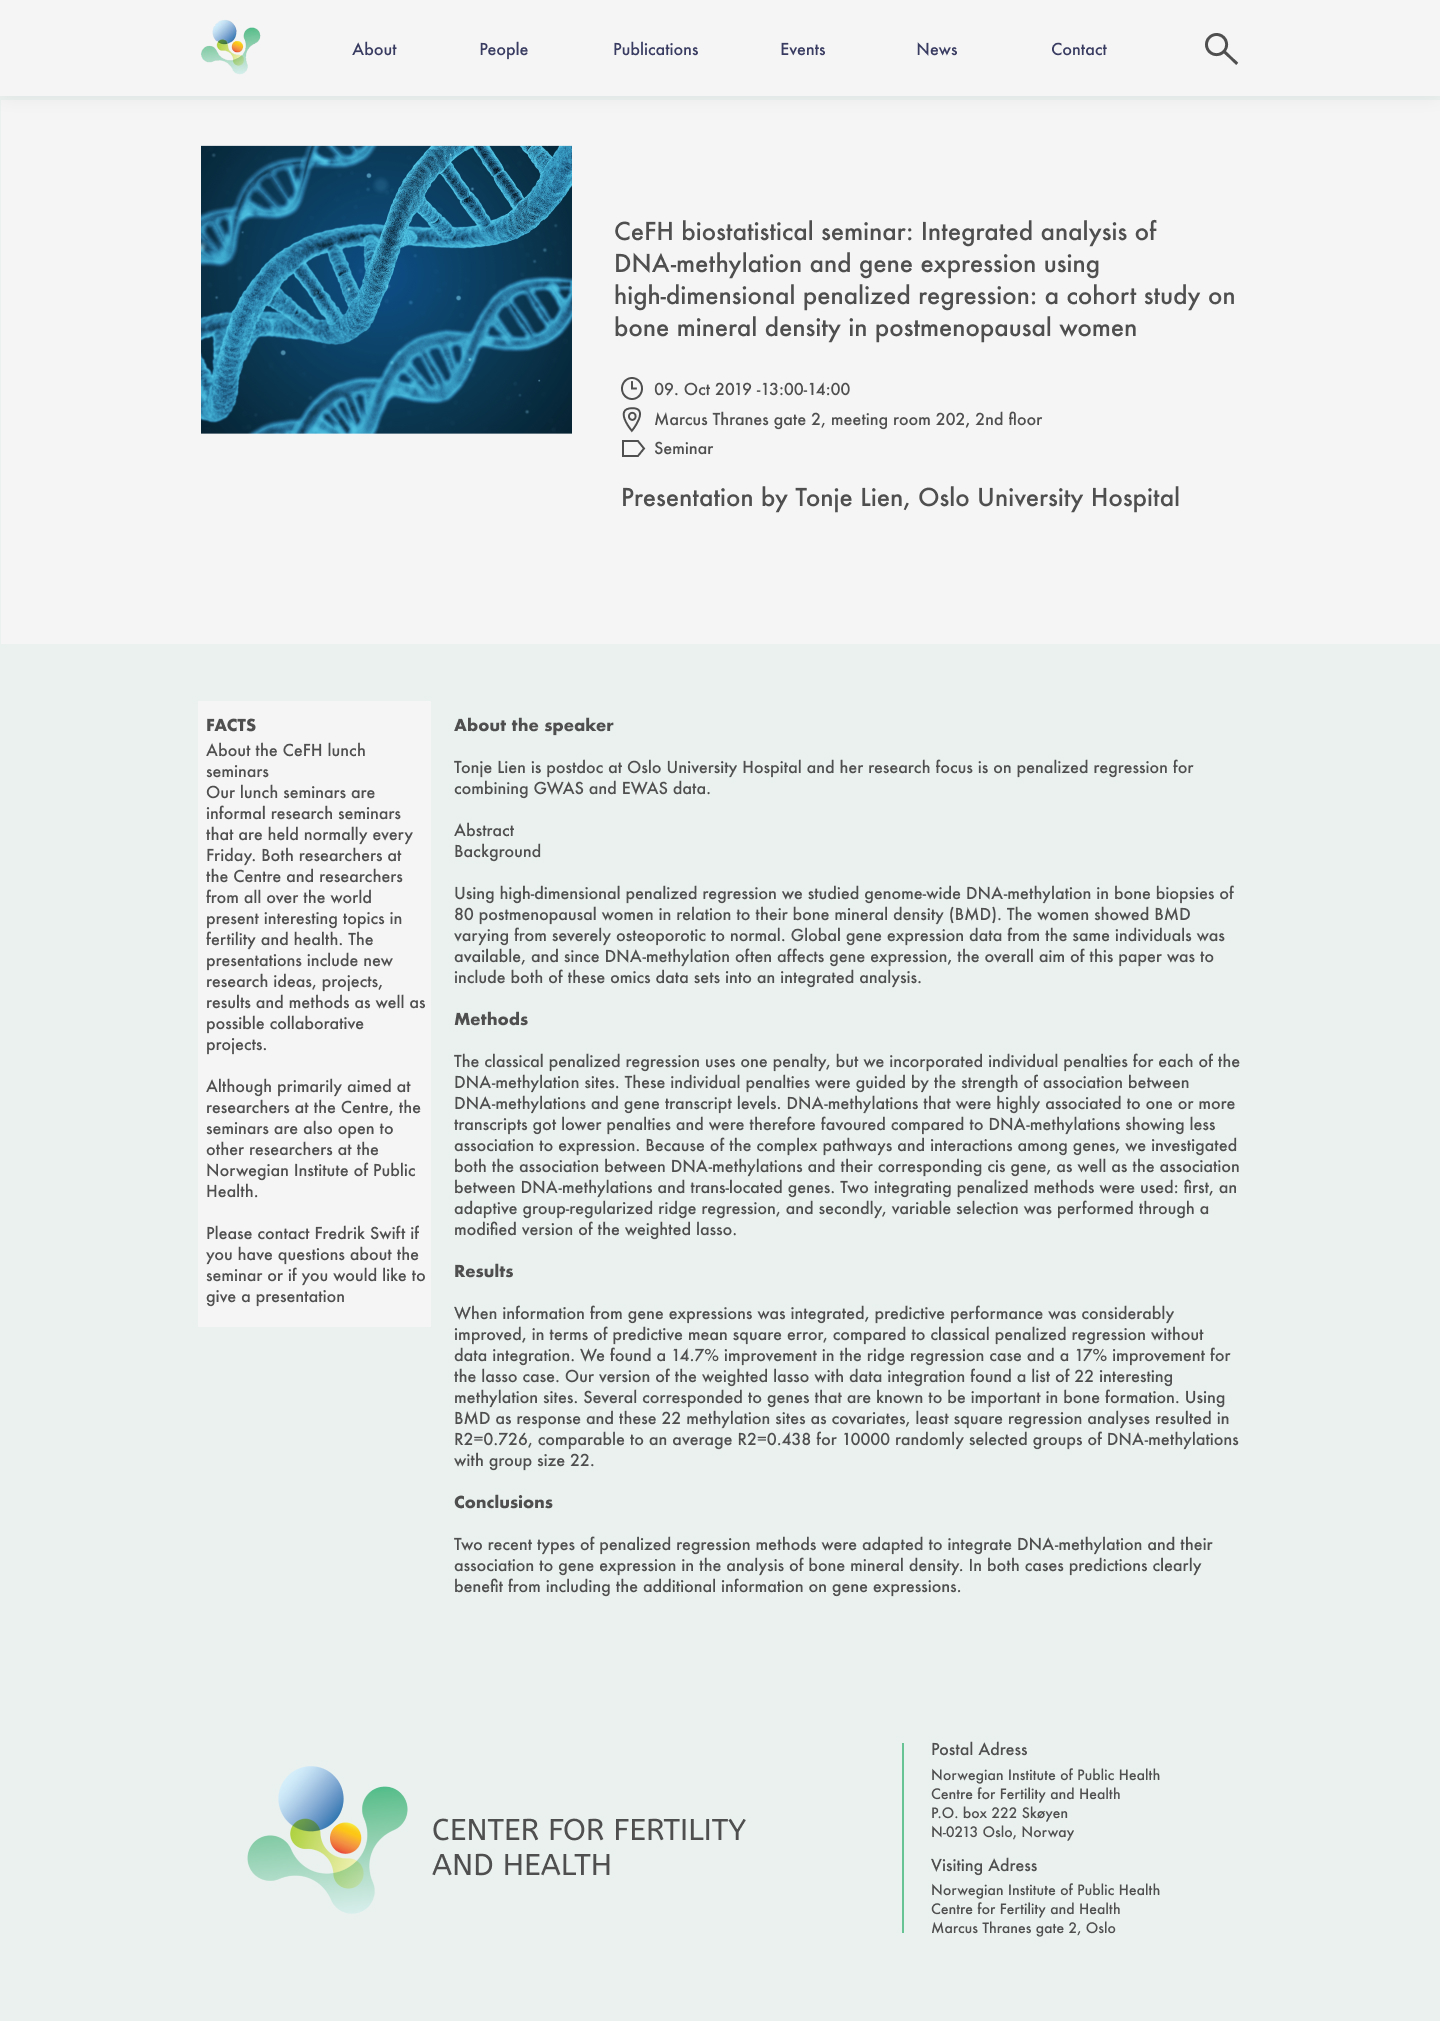 About
People
Publications
Events
News
Contact
CeFH biostatistical seminar: Integrated analysis of
DNA-methylation and gene expression using
high-dimensional penalized regression: a cohort study on
bone mineral density in postmenopausal women
09. Oct 2019 -13:00-14:00
Marcus Thranes gate 2, meeting room 202, 2nd floor
Seminar
Presentation by Tonje Lien, Oslo University Hospital
FACTS
About the CeFH lunch
seminars
Our lunch seminars are
informal research seminars
that are held normally every
Friday. Both researchers at
the Centre and researchers
from all over the world
present interesting topics in
fertility and health. The
presentations include new
research ideas, projects,
results and methods as well as
possible collaborative
projects.
Although primarily aimed at
researchers at the Centre, the
seminars are also open to
other researchers at the
Norwegian Institute of Public
Health.
Please contact Fredrik Swift if
you have questions about the
seminar or if you would like to
give a presentation
About the speaker
Tonje Lien is postdoc at Oslo University Hospital and her research focus is on penalized regression for
combining GWAS and EWAS data.
Abstract
Background
Using high-dimensional penalized regression we studied genome-wide DNA-methylation in bone biopsies of
80 postmenopausal women in relation to their bone mineral density (BMD). The women showed BMD
varying from severely osteoporotic to normal. Global gene expression data from the same individuals was
available, and since DNA-methylation often affects gene expression, the overall aim of this paper was to
include both of these omics data sets into an integrated analysis.
Methods
The classical penalized regression uses one penalty, but we incorporated individual penalties for each of the
DNA-methylation sites. These individual penalties were guided by the strength of association between
DNA-methylations and gene transcript levels. DNA-methylations that were highly associated to one or more
transcripts got lower penalties and were therefore favoured compared to DNA-methylations showing less
association to expression. Because of the complex pathways and interactions among genes, we investigated
both the association between DNA-methylations and their corresponding cis gene, as well as the association
between DNA-methylations and trans-located genes. Two integrating penalized methods were used: first, an
adaptive group-regularized ridge regression, and secondly, variable selection was performed through a
modified version of the weighted lasso.
Results
When information from gene expressions was integrated, predictive performance was considerably
improved, in terms of predictive mean square error, compared to classical penalized regression without
data integration. We found a 14.7% improvement in the ridge regression case and a 17% improvement for
the lasso case. Our version of the weighted lasso with data integration found a list of 22 interesting
methylation sites. Several corresponded to genes that are known to be important in bone formation. Using
BMD as response and these 22 methylation sites as covariates, least square regression analyses resulted in
R2=0.726, comparable to an average R2=0.438 for 10000 randomly selected groups of DNA-methylations
with group size 22.
Conclusions
Two recent types of penalized regression methods were adapted to integrate DNA-methylation and their
association to gene expression in the analysis of bone mineral density. In both cases predictions clearly
benefit from including the additional information on gene expressions.
CENTER FOR FERTILITY
AND HEALTH
Postal Adress
Norwegian Institute of Public Health
Centre for Fertility and Health
P.O. box 222 Skøyen
N-0213 Oslo, Norway
Visiting Adress
Norwegian Institute of Public Health
Centre for Fertility and Health
Marcus Thranes gate 2, Oslo